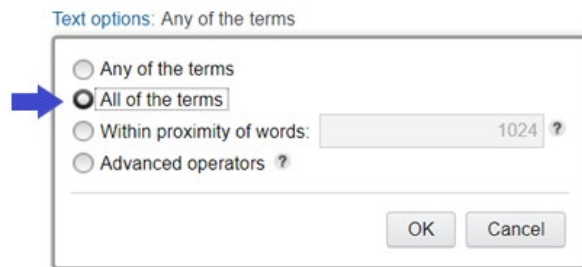 Text options: Any of the terms
Any of the terms
All of the terms
Within proximity of words: 1024 ?
Advanced operators ?
OK Cancel